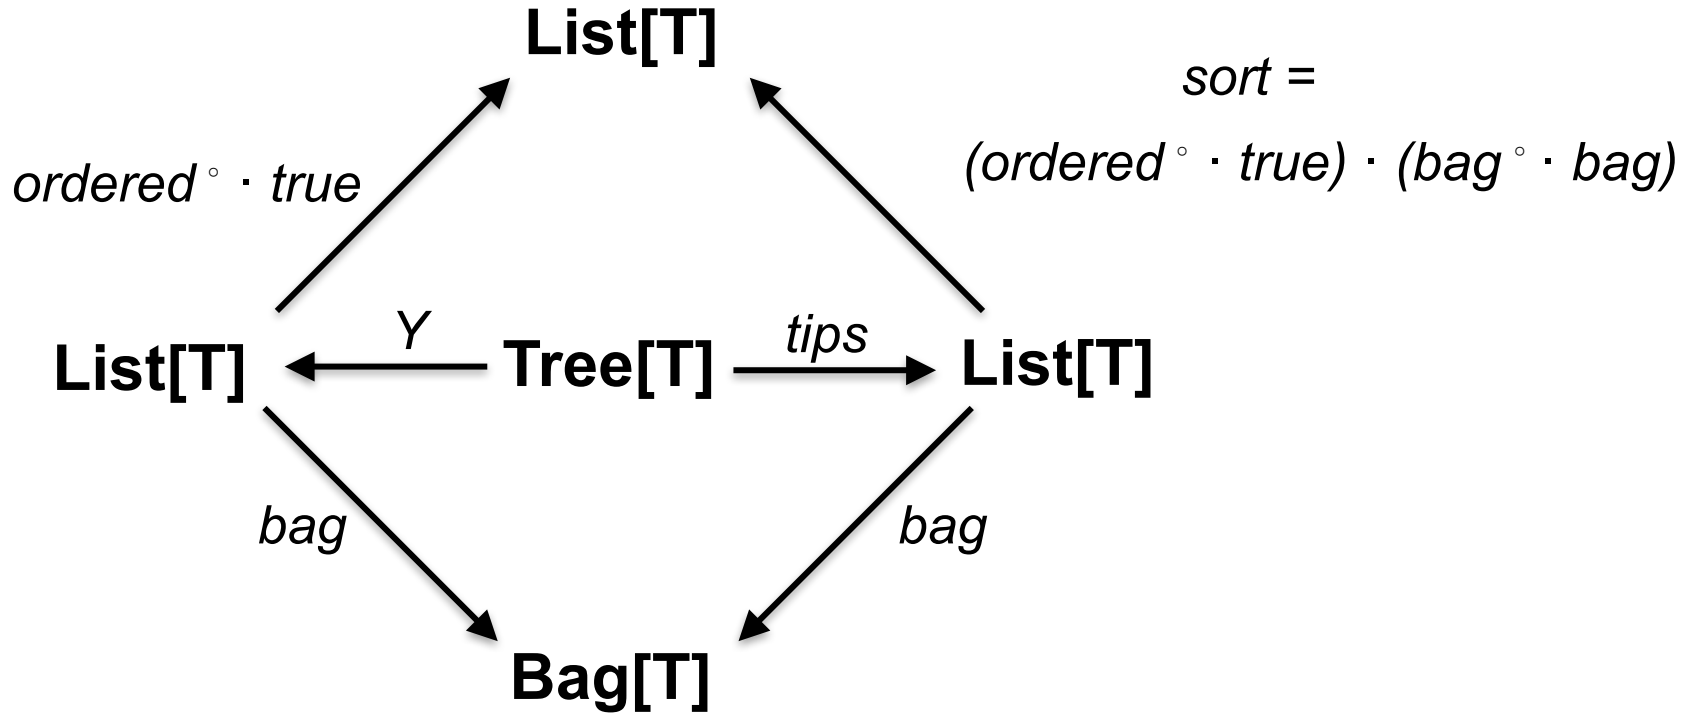 List[T]
sort =
(ordered° · true) · (bag° · bag)
ordered° · true
Y
tips
List[T]
Tree[T]
List[T]
bag
bag
Bag[T]